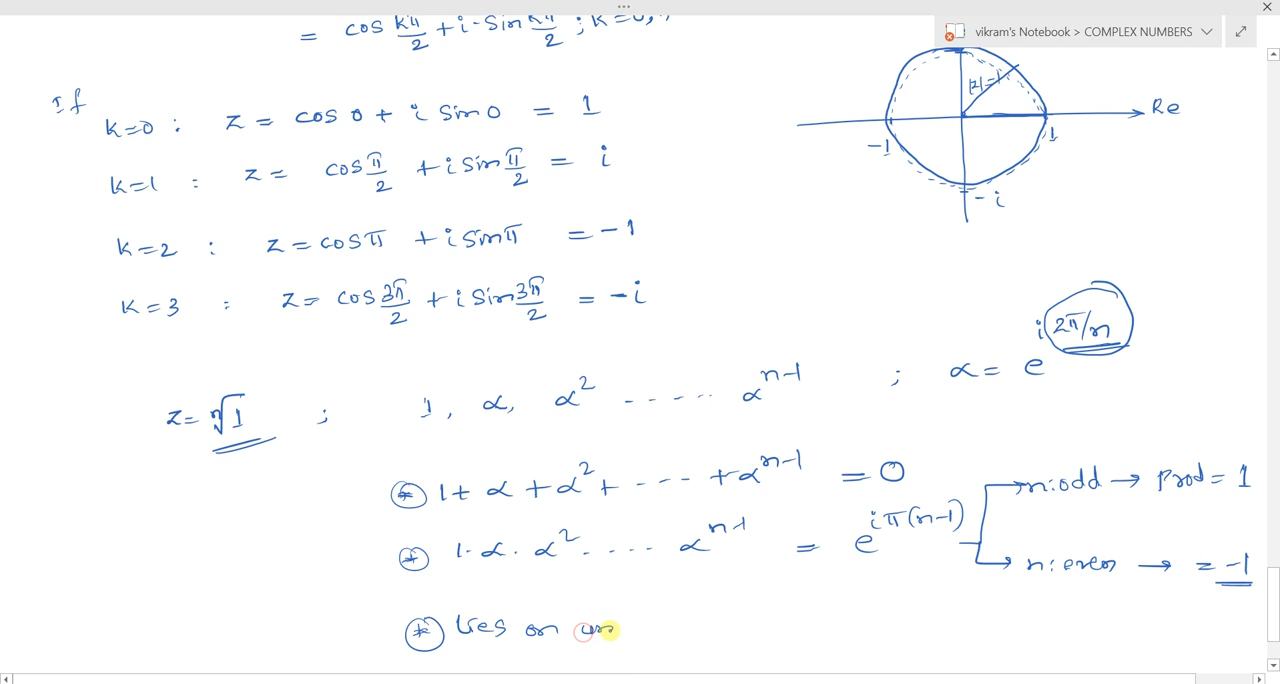 = cos kπ/2 + i · Sin kπ/2 ; k=0,
vikram's Notebook > COMPLEX NUMBERS
If
k=0 : z = cos 0 + i Sin 0 = 1
k=1 : z = cos π/2 + i Sin π/2 = i
k=2 : z = cos π + i Sin π = -1
k=3 : z = cos 3π/2 + i Sin 3π/2 = -i
|z|=1
Re
-1
1
-i
z = ⁿ√1 ; 1, α, α² ----- αⁿ⁻¹ ; α = e^{i 2π/n}
* 1 + α + α² + ---- + αⁿ⁻¹ = 0
* 1 · α · α² ----- αⁿ⁻¹ = e^{iπ(n-1)}
n:odd → Prod = 1
n:even → = -1
* lies on un